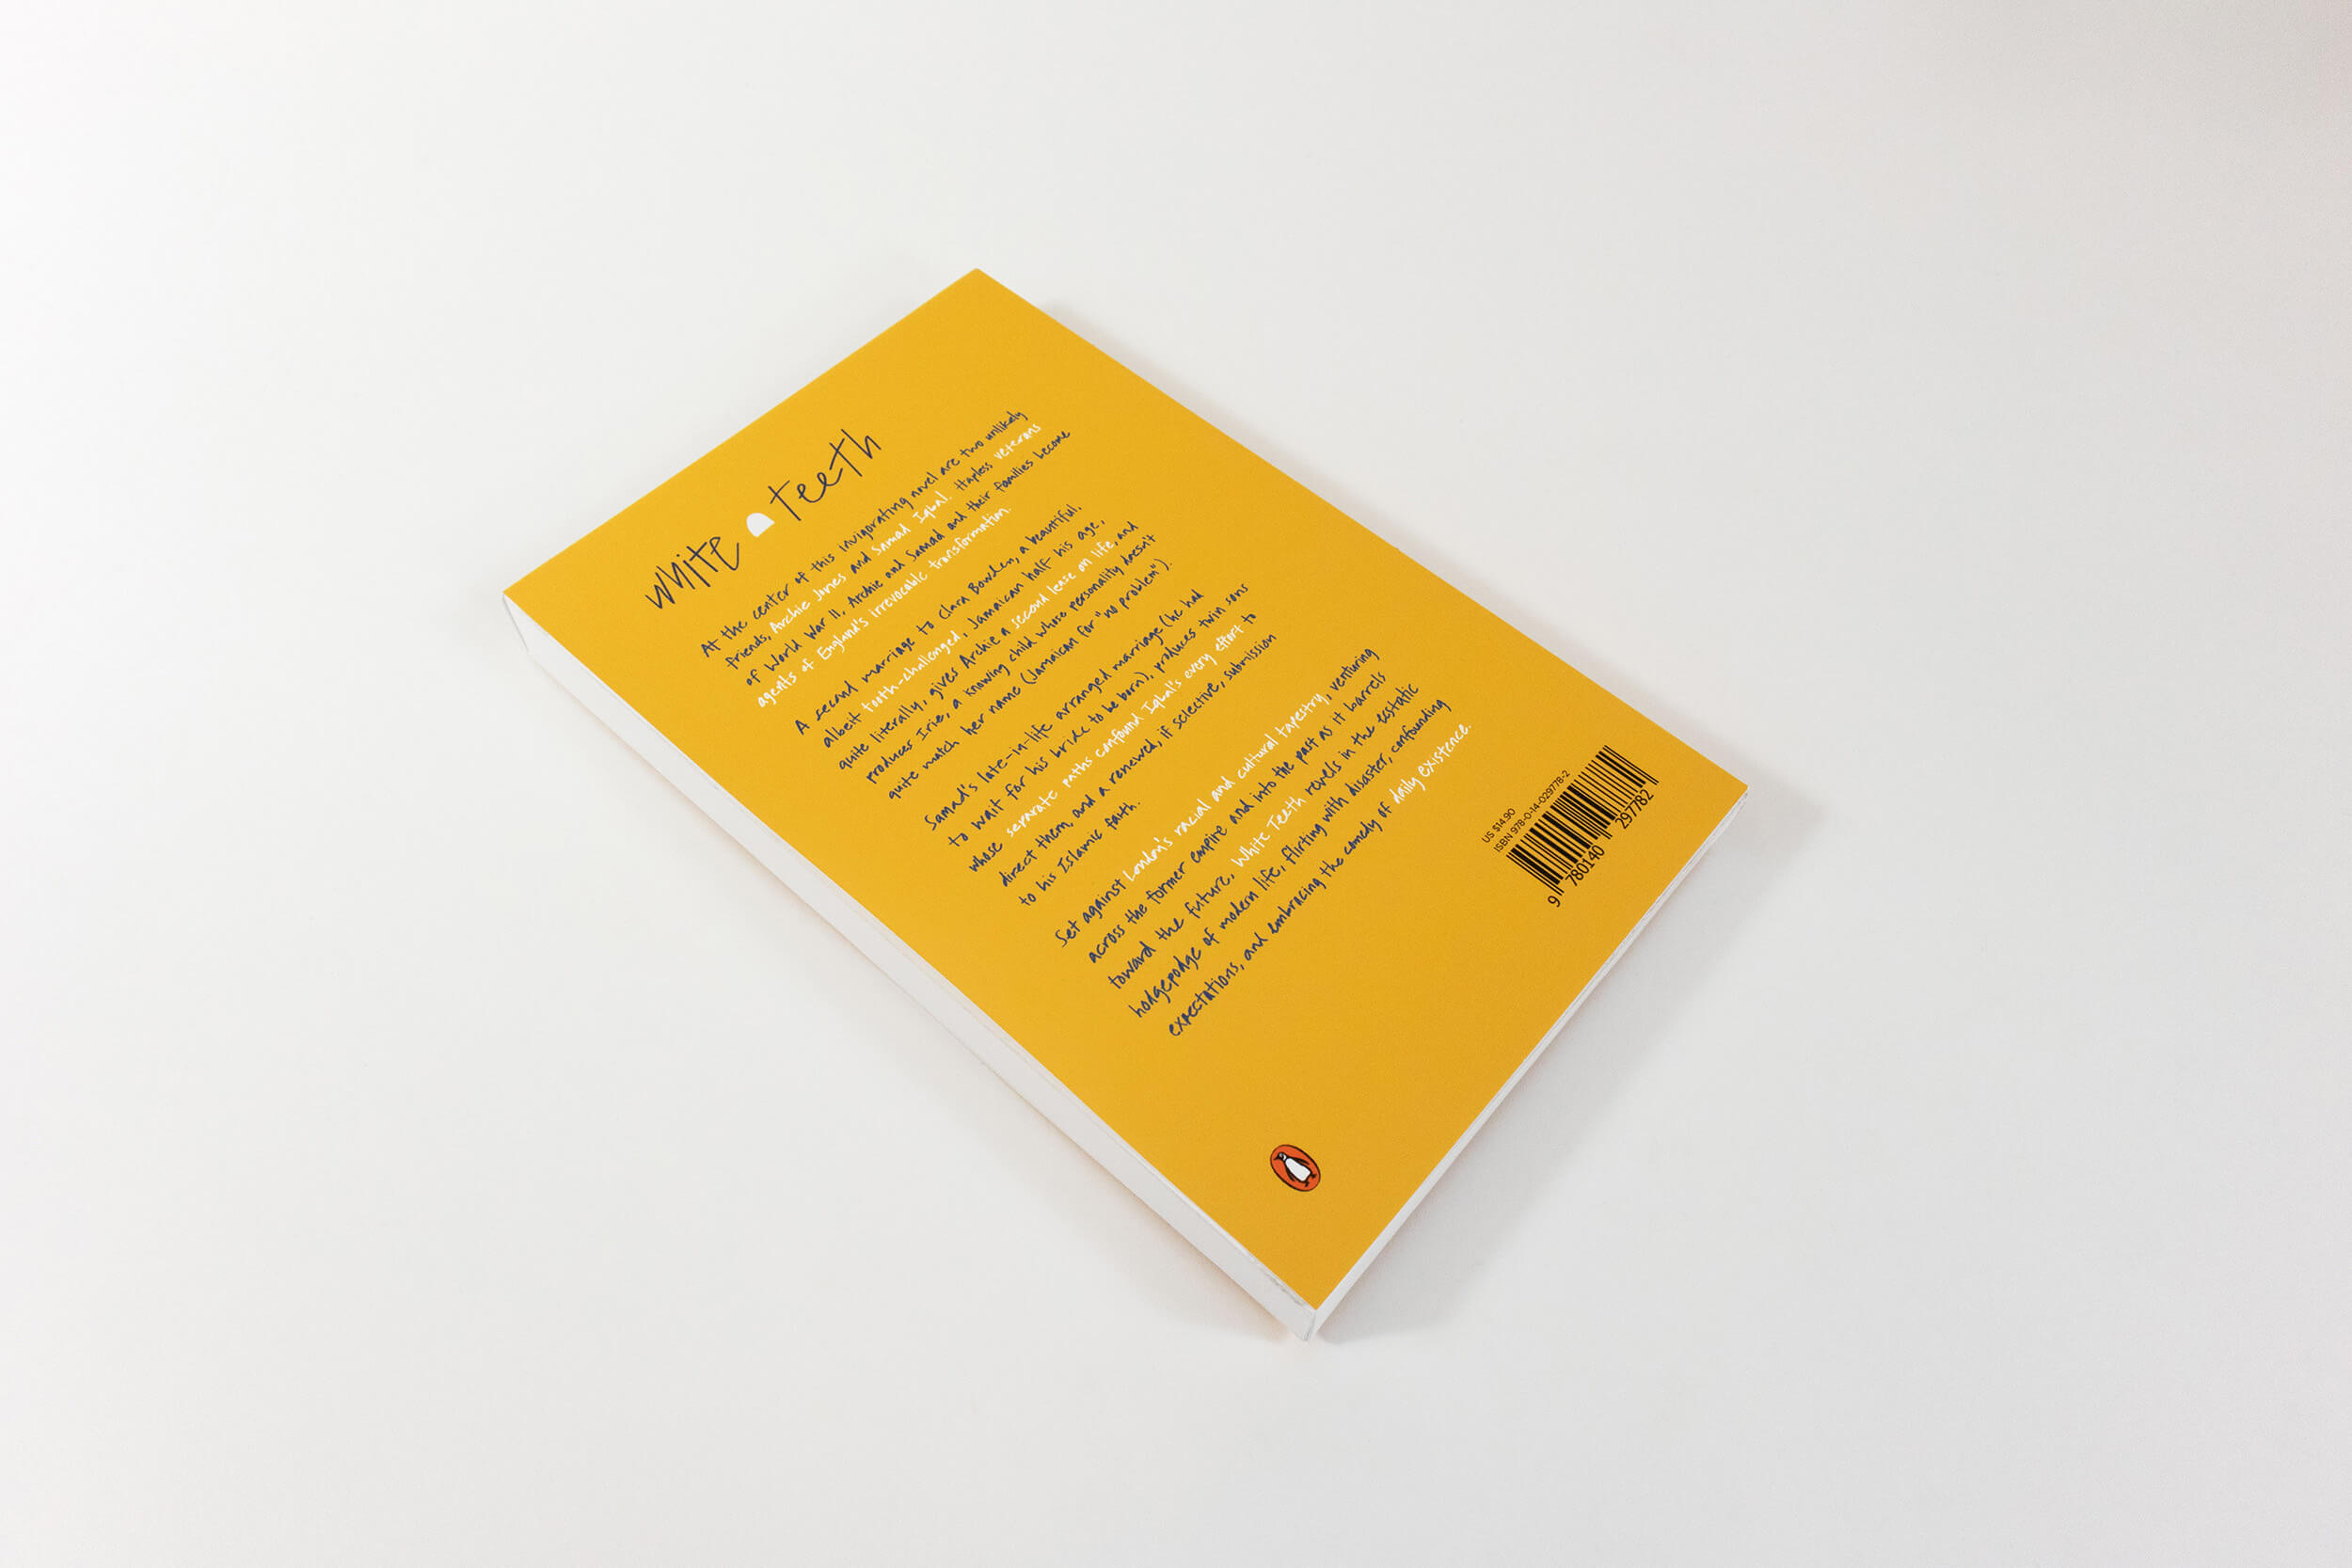 white teeth
At the center of this invigorating novel are two unlikely
friends, Archie Jones and Samad Iqbal. Hapless veterans
of World War II, Archie and Samad and their families become
agents of England's irrevocable transformation.
A second marriage to Clara Bowden, a beautiful,
albeit tooth-challenged, Jamaican half his age,
quite literally, gives Archie a second lease on life, and
produces Irie, a knowing child whose personality doesn't
quite match her name (Jamaican for "no problem").
Samad's late-in-life arranged marriage (he had
to wait for his bride to be born), produces twin sons
whose separate paths confound Iqbal's every effort to
direct them, and a renewed, if selective, submission
to his Islamic faith.
Set against London's racial and cultural tapestry, venturing
across the former empire and into the past as it barrels
toward the future, White Teeth revels in the ecstatic
hodgepodge of modern life, flirting with disaster, confounding
expectations, and embracing the comedy of daily existence.
US $14.90
ISBN 978-0-14-029778-2
9 780140 297782